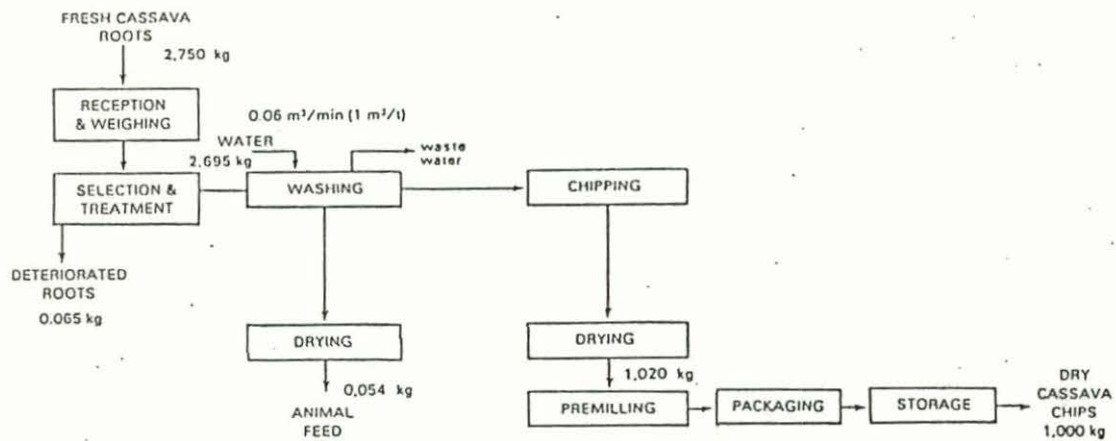 FRESH CASSAVA
ROOTS
2,750 kg
RECEPTION
& WEIGHING
0.06 m³/min (1 m³/t)
WATER
2,695 kg
waste
water
SELECTION &
TREATMENT
WASHING
CHIPPING
DETERIORATED
ROOTS
0.065 kg
DRYING
0,054 kg
ANIMAL
FEED
DRYING
1,020 kg
PREMILLING
PACKAGING
STORAGE
DRY
CASSAVA
CHIPS
1,000 kg